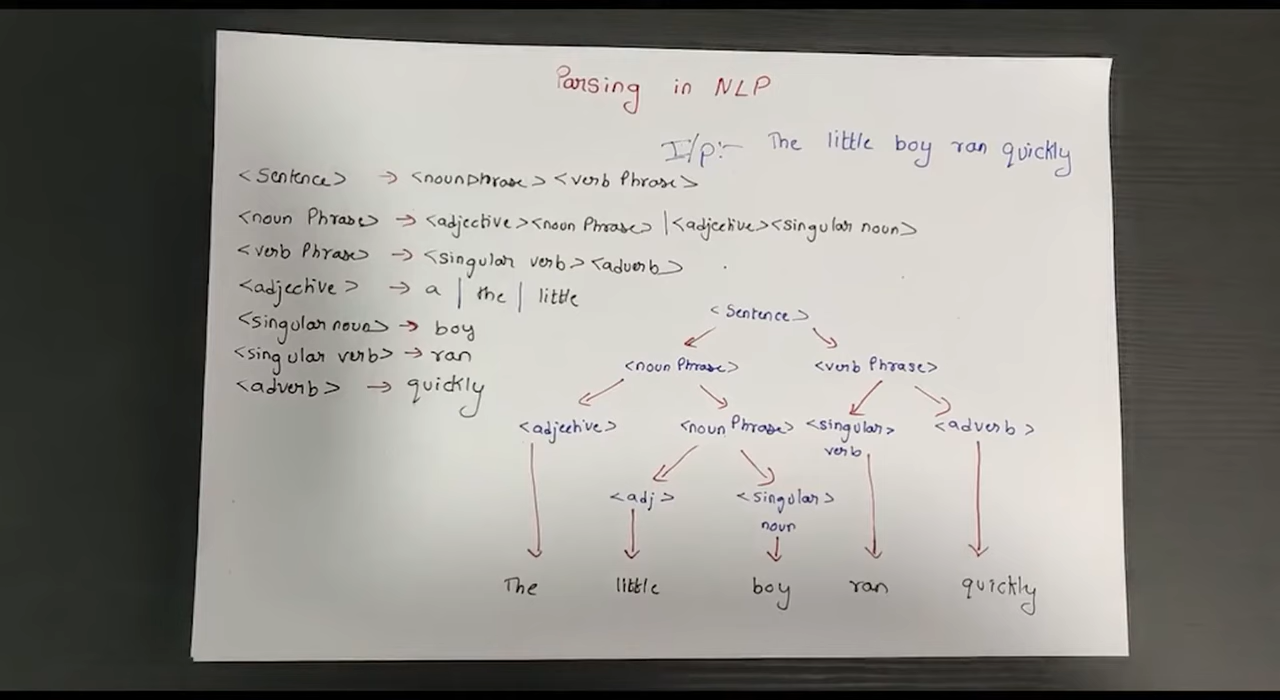 Parsing in NLP
I/p:- The little boy ran quickly
<Sentence> → <noun Phrase> <verb Phrase>
<noun Phrase> → <adjective> <noun Phrase> | <adjective> <singular noun>
<verb Phrase> → <singular verb> <adverb>
<adjective> → a | the | little
<singular noun> → boy
<singular verb> → ran
<adverb> → quickly
<Sentence>
<noun Phrase> <verb Phrase>
<adjective> <noun Phrase> <singular> <adverb>
verb
<adj> <singular>
noun
The little boy ran quickly